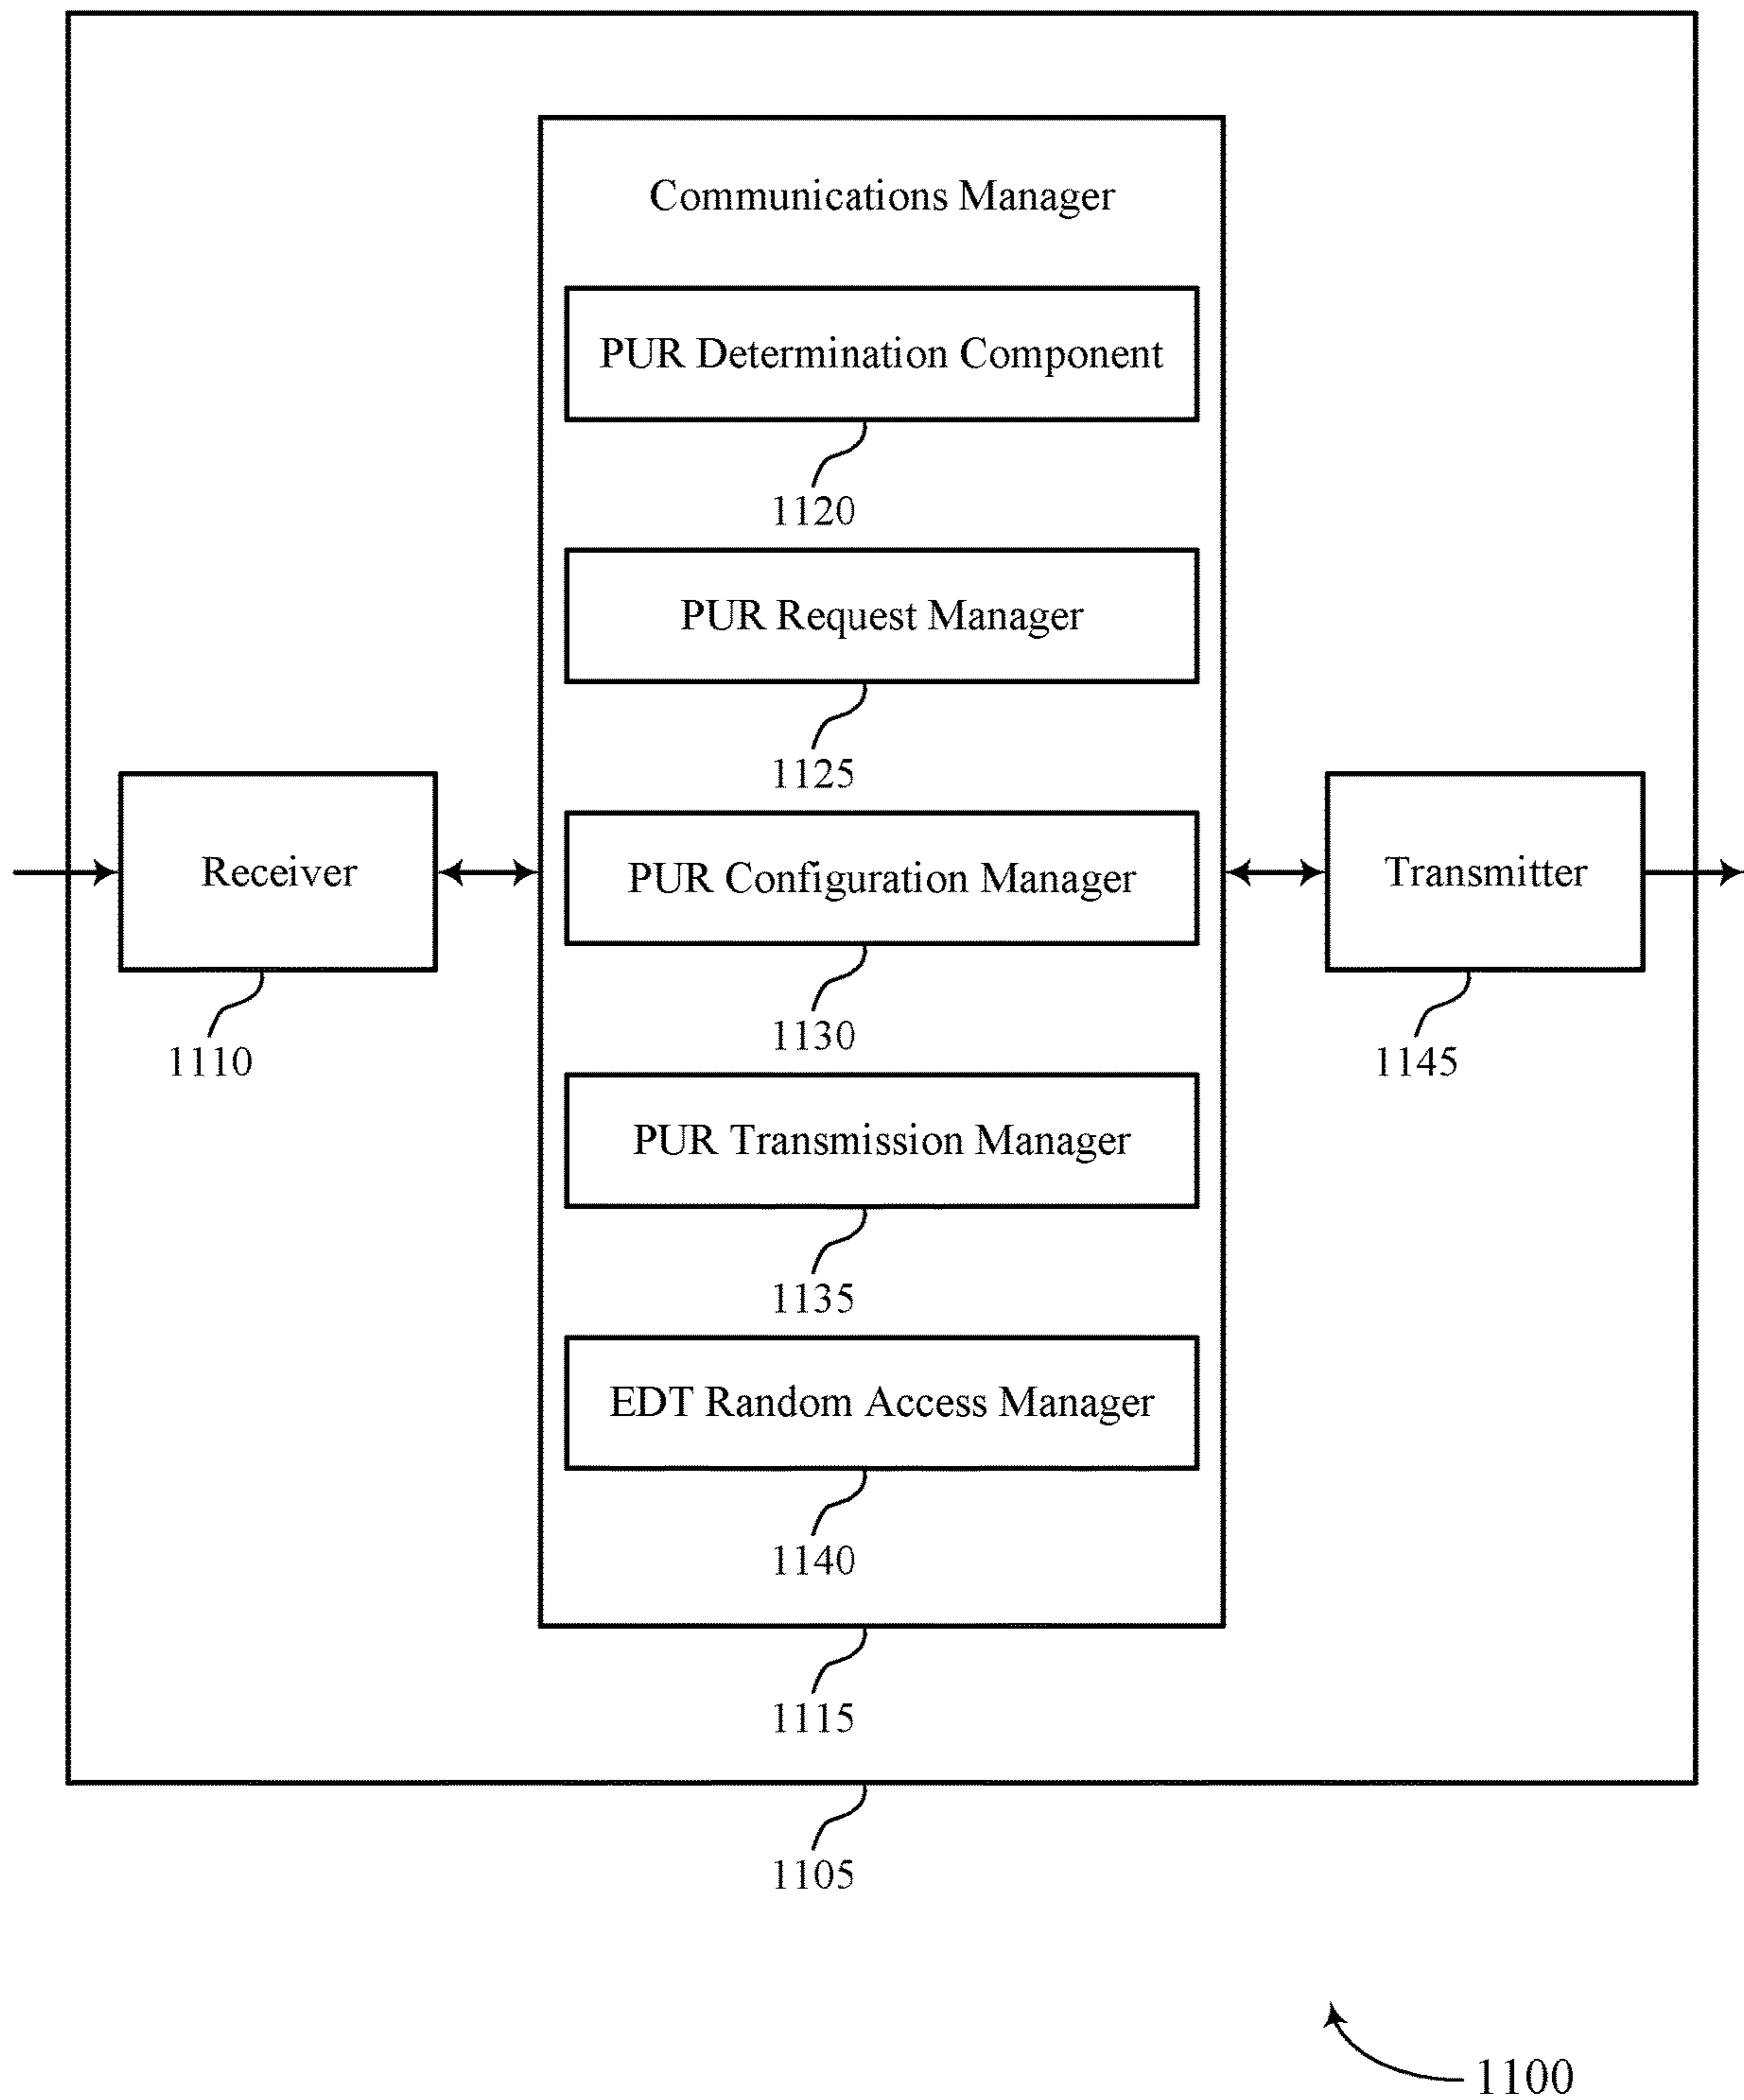 Communications Manager
PUR Determination Component
1120
PUR Request Manager
1125
Receiver
1110
PUR Configuration Manager
1130
Transmitter
1145
PUR Transmission Manager
1135
EDT Random Access Manager
1140
1115
1105
1100